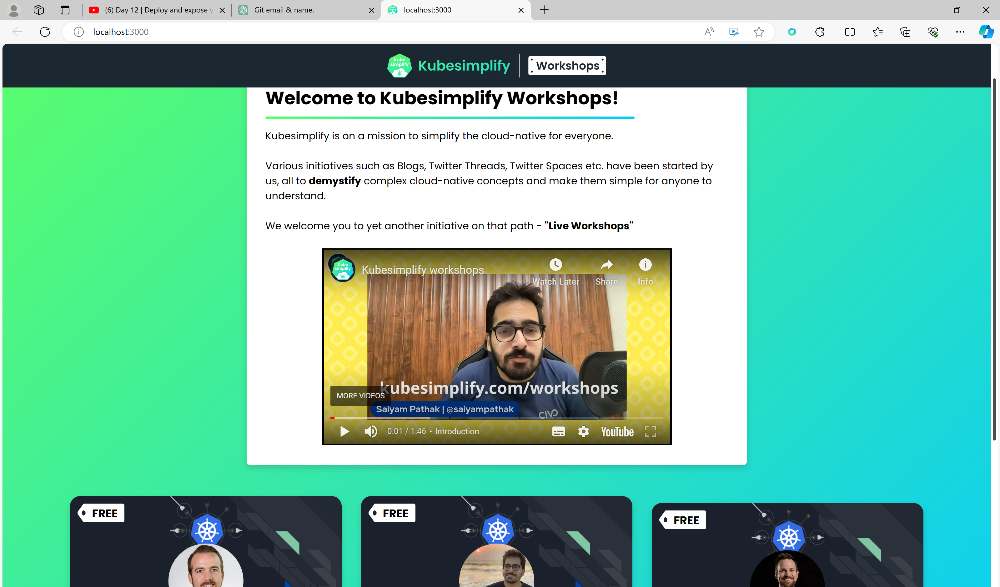 (6) Day 12 | Deploy and expose y
Git email & name.
localhost:3000
localhost:3000
Kube simplify
Kubesimplify
Workshops
Welcome to Kubesimplify Workshops!
Kubesimplify is on a mission to simplify the cloud-native for everyone.
Various initiatives such as Blogs, Twitter Threads, Twitter Spaces etc. have been started by
us, all to demystify complex cloud-native concepts and make them simple for anyone to
understand.
We welcome you to yet another initiative on that path - "Live Workshops"
Kube simplify
Kubesimplify workshops
Watch Later
Share
Info
kubesimplify.com/workshops
MORE VIDEOS
Saiyam Pathak | @saiyampathak
CIVO
0:01 / 1:46 • Introduction
YouTube
FREE
FREE
FREE